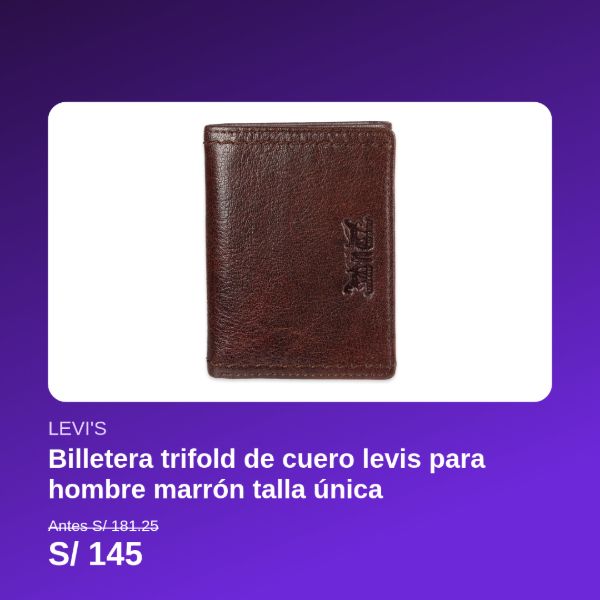 LEVI'S
Billetera trifold de cuero levis para
hombre marrón talla única
Antes S/ 181.25
S/ 145